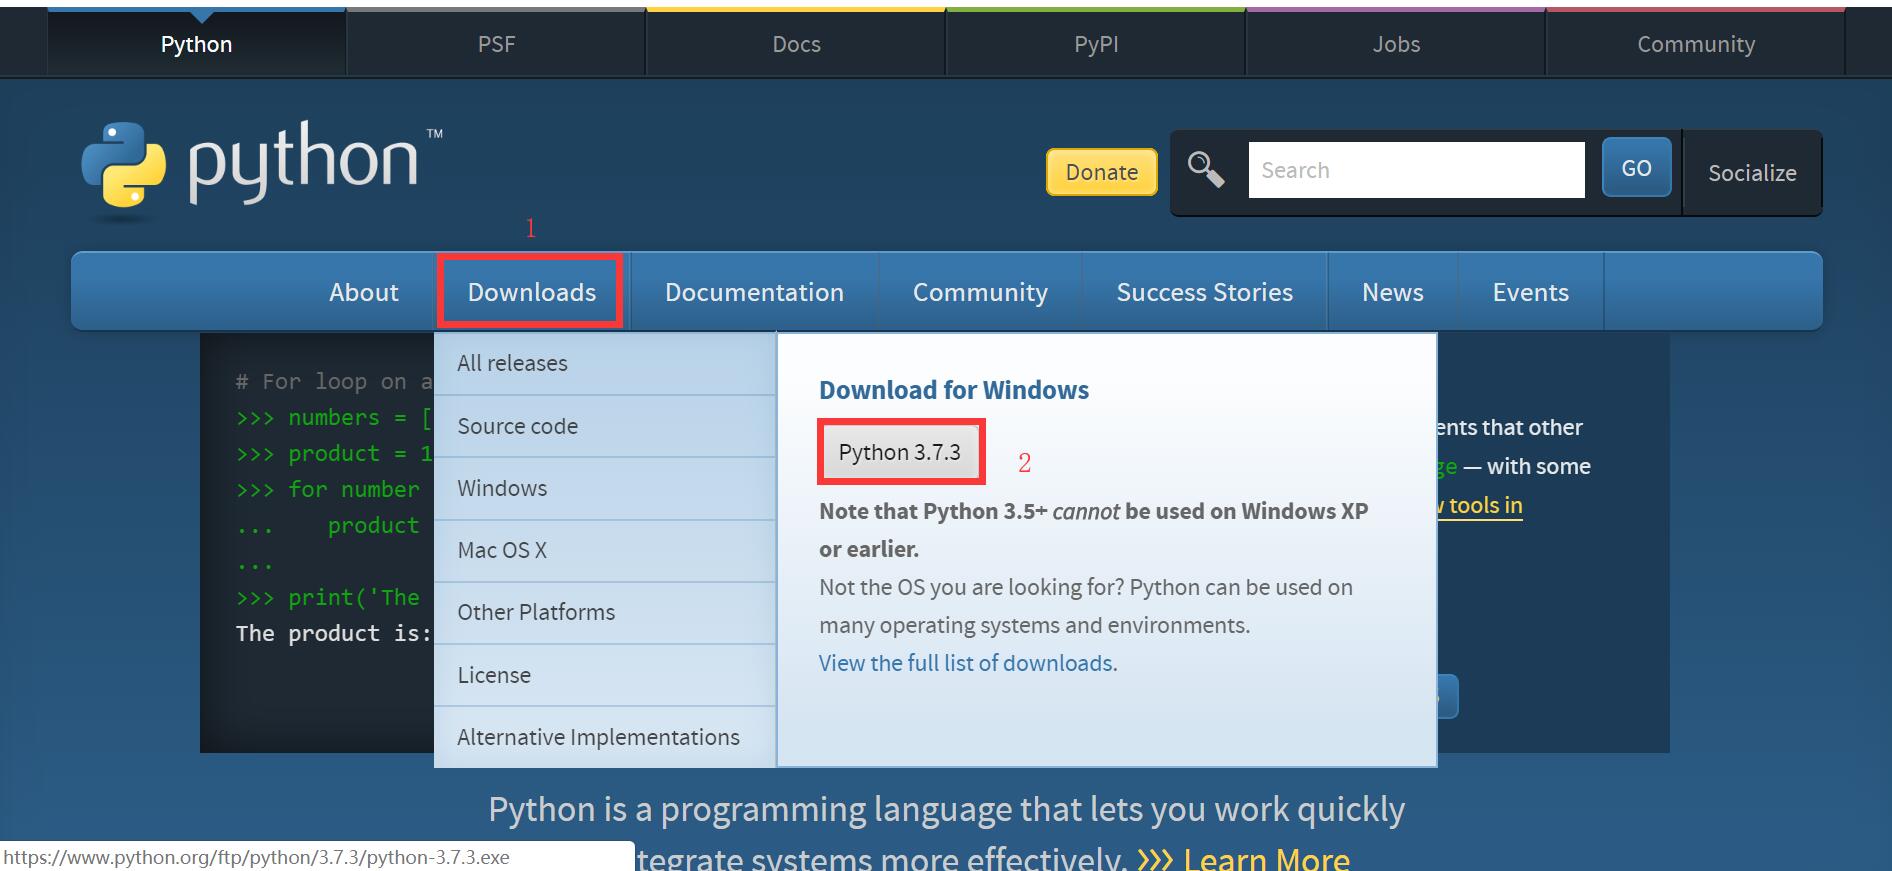 Python PSF Docs PyPI Jobs Community
python™
Donate Search GO Socialize
1
About Downloads Documentation Community Success Stories News Events
All releases
Source code
Windows
Mac OS X
Other Platforms
License
Alternative Implementations
Download for Windows
Python 3.7.3
2
Note that Python 3.5+ cannot be used on Windows XP
or earlier.
Not the OS you are looking for? Python can be used on
many operating systems and environments.
View the full list of downloads.
# For loop on a
>>> numbers = [
>>> product = 1
>>> for number
... product
...
>>> print('The
The product is:
ents that other
ge — with some
tools in
Python is a programming language that lets you work quickly
tegrate systems more effectively. >>> Learn More
https://www.python.org/ftp/python/3.7.3/python-3.7.3.exe